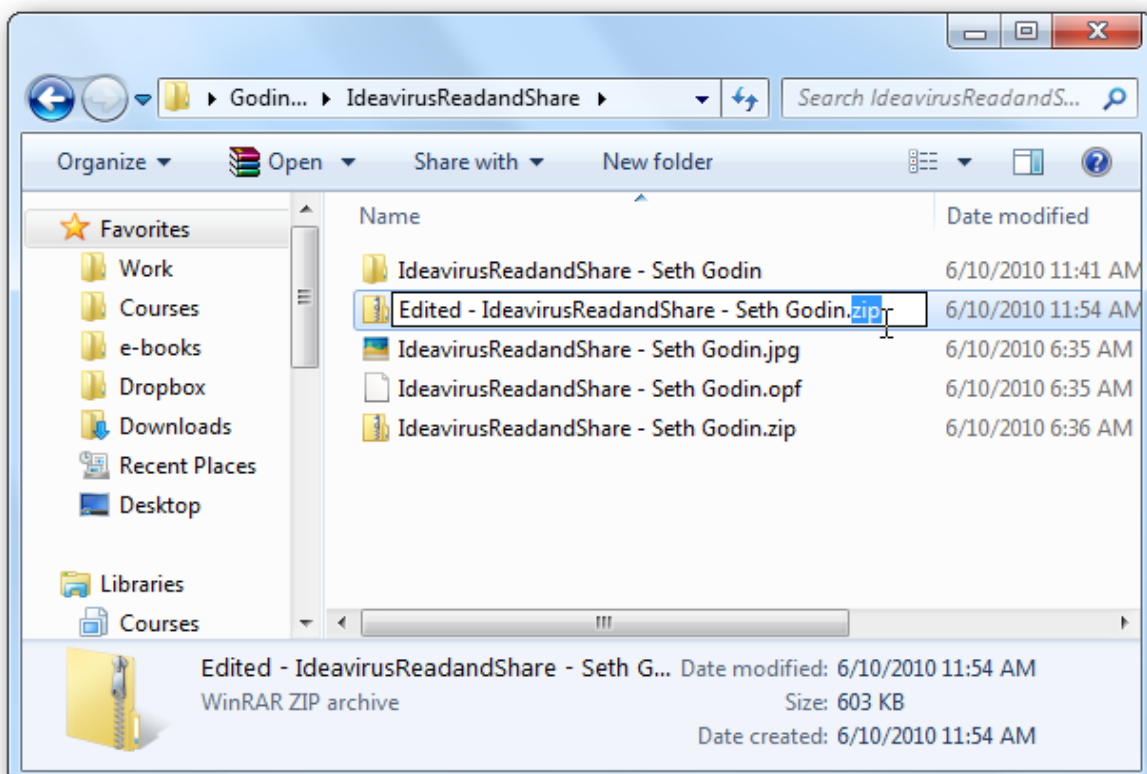 Godin... IdeavirusReadandShare Search IdeavirusReadandS...
Organize Open Share with New folder
Name Date modified
Favorites
Work
Courses
e-books
Dropbox
Downloads
Recent Places
Desktop
Libraries
Courses
IdeavirusReadandShare - Seth Godin 6/10/2010 11:41 AM
Edited - IdeavirusReadandShare - Seth Godin.zip 6/10/2010 11:54 AM
IdeavirusReadandShare - Seth Godin.jpg 6/10/2010 6:35 AM
IdeavirusReadandShare - Seth Godin.opf 6/10/2010 6:35 AM
IdeavirusReadandShare - Seth Godin.zip 6/10/2010 6:36 AM
Edited - IdeavirusReadandShare - Seth G... Date modified: 6/10/2010 11:54 AM
WinRAR ZIP archive Size: 603 KB
Date created: 6/10/2010 11:54 AM